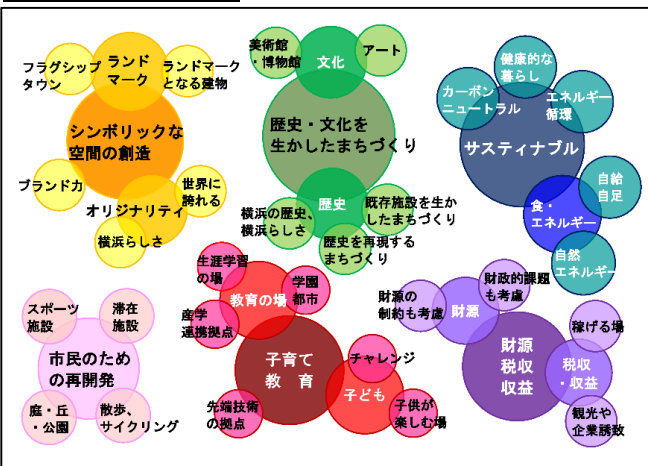 フラグシップ
タウン
ランド
マーク
ランドマーク
となる建物
シンボリックな
空間の創造
ブランド力
オリジナリティ
世界に
誇れる
横浜らしさ
美術館
・博物館
文化
アート
歴史・文化を
生かしたまちづくり
歴史
横浜の歴史、
横浜らしさ
既存施設を生か
したまちづくり
歴史を再現する
まちづくり
健康的な
暮らし
カーボン
ニュートラル
エネルギー
循環
サスティナブル
自給
自足
食・
エネルギー
自然
エネルギー
スポーツ
施設
滞在
施設
市民のため
の再開発
庭・丘
・公園
散歩、
サイクリング
生涯学習
の場
教育の場
学園
都市
産学
連携拠点
子育て
教 育
チャレンジ
先端技術
の拠点
子ども
子供が
楽しむ場
財源の
制約も考慮
財源
財政的課題
も考慮
財源
税収
収益
稼げる場
税収
・収益
観光や
企業誘致